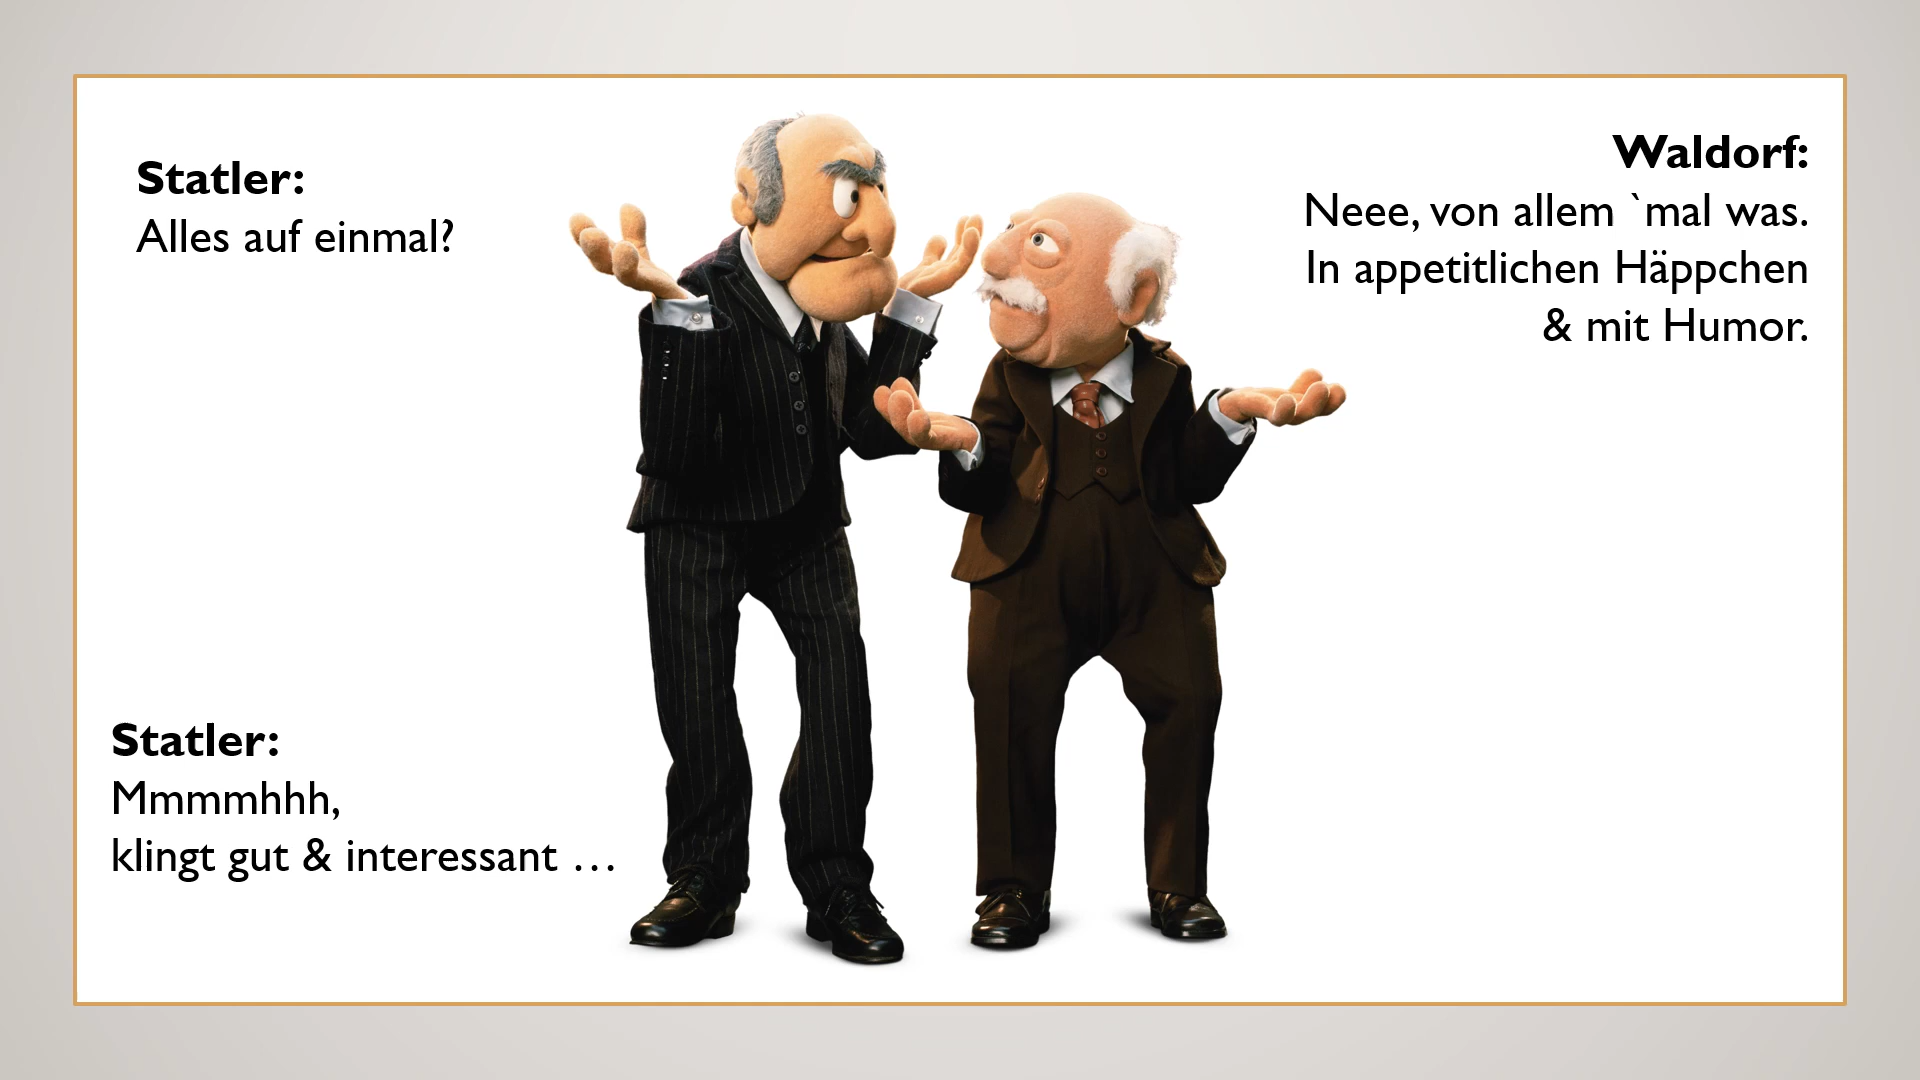 Statler:
Alles auf einmal?
Waldorf:
Neee, von allem `mal was.
In appetitlichen Häppchen
& mit Humor.
Statler:
Mmmmhhh,
klingt gut & interessant …